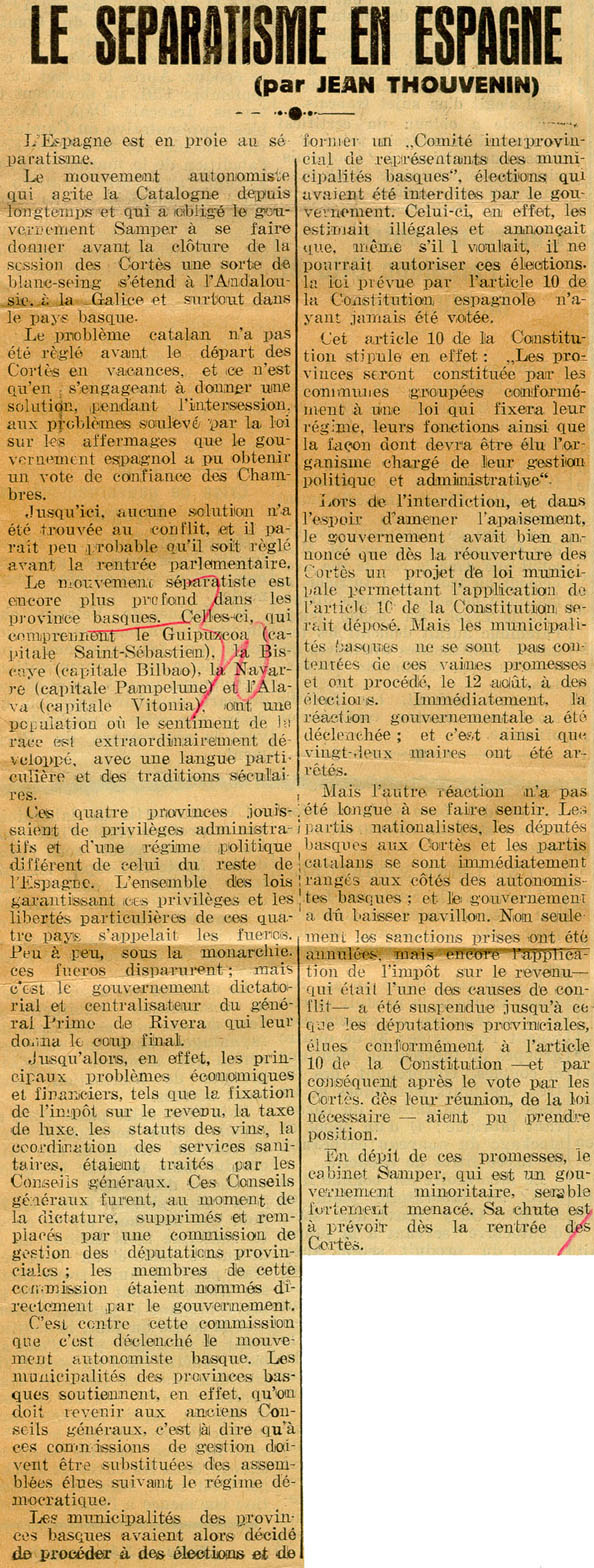 LE SEPARATISME EN ESPAGNE
(par JEAN THOUVENIN)
L'Espagne est en proie au sé
paratisme.
Le mouvement autonomiste
qui agite la Catalogne depuis
longtemps et qui a obligé le gou-
vernement Samper à se faire
donner avant la clôture de la
session des Cortès une sorte de
blanc-seing s'étend à l'Andalou-
sie, à la Galice et surtout dans
le pays basque.
Le problème catalan n'a pas
été règlé avant le départ des
Cortès en vacances, et ce n'est
qu'en s'engageant à donner une
solution, pendant l'intersession,
aux problèmes soulevé par la loi
sur les affermages que le gou-
vernement espagnol a pu obtenir
un vote de confiance des Cham-
bres.
Jusqu'ici, aucune solution n'a
été trouvée au conflit, et il pa-
rait peu probable qu'il soit règlé
avant la rentrée parlementaire.
Le mouvement séparatiste est
encore plus profond dans les
province basques. Celles-ci, qui
comprennent le Guipuzcoa (ca-
pitale Saint-Sébastien), la Bis-
caye (capitale Bilbao), la Navar-
re (capitale Pampelune) et l'Ala-
va (capitale Vitonia), ont une
population où le sentiment de la
race est extraordinairement dé-
veloppé, avec une langue parti-
culière et des traditions séculai-
res.
Ces quatre provinces jouis-
saient de privilèges administra-
tifs et d'une régime politique
différent de celui du reste de
l'Espagne. L'ensemble des lois
garantissant ces privilèges et les
libertés particulières de ces qua-
tre pays s'appelait les fueros.
Peu à peu, sous la monarchie,
ces fueros disparurent; mais
c'est le gouvernement dictato-
rial et centralisateur du géné-
ral Primo de Rivera qui leur
donna le coup final.
Jusqu'alors, en effet, les prin-
cipaux problèmes économiques
et financiers, tels que la fixation
de l'impôt sur le revenu, la taxe
de luxe, les statuts des vins, la
coordination des services sani-
taires, étaient traités par les
Conseils généraux. Ces Conseils
généraux furent, au moment de
la dictature, supprimés et rem-
placés par une commission de
gestion des députations provin-
ciales; les membres de cette
commission étaient nommés di-
rectement par le gouvernement.
C'est contre cette commission
que c'est déclenché le mouve-
ment autonomiste basque. Les
municipalités des provinces bas-
ques soutiennent, en effet, qu'on
doit revenir aux anciens Con-
seils généraux, c'est à dire qu'à
ces commissions de gestion doi-
vent être substituées des assem-
blées élues suivant le régime dé-
mocratique.
Les municipalités des provin-
ces basques avaient alors décidé
de procéder à des élections et de
former un „Comité interprovin-
cial de représentants des muni-
cipalités basques“, élections qui
avaient été interdites par le gou-
vernement. Celui-ci, en effet, les
estimait illégales et annonçait
que, même s'il l voulait, il ne
pourrait autoriser ces élections,
la loi prévue par l'article 10 de
la Constitution espagnole n'a-
yant jamais été votée.
Cet article 10 de la Constitu-
tion stipule en effet : „Les pro-
vinces seront constituée par les
communes groupées conformé-
ment à une loi qui fixera leur
régime, leurs fonctions ainsi que
la façon dont devra être élu l'or-
ganisme chargé de leur gestion
politique et administrative“.
Lors de l'interdiction, et dans
l'espoir d'amener l'apaisement,
le gouvernement avait bien an-
noncé que dès la réouverture des
Cortès un projet de loi munici-
pale permettant l'application de
l'article 10 de la Constitution se-
rait déposé. Mais les municipali-
tés basques ne se sont pas con-
tentées de ces vaines promesses
et ont procédé, le 12 août, à des
élections. Immédiatement, la
réaction gouvernementale a été
déclenchée ; et c'est ainsi que
vingt-deux maires ont été ar-
rêtés.
Mais l'autre réaction n'a pas
été longue à se faire sentir. Les
partis nationalistes, les députés
basques aux Cortès et les partis
catalans se sont immédiatement
rangés aux côtés des autonomis-
tes basques ; et le gouvernement
a dû baisser pavillon. Non seule-
ment les sanctions prises ont été
annulées, mais encore l'applica-
tion de l'impôt sur le revenu—
qui était l'une des causes de con-
flit— a été suspendue jusqu'à ce
que les députations provinciales,
élues conformément à l'article
10 de la Constitution —et par
conséquent après le vote par les
Cortès, dès leur réunion, de la loi
nécessaire — aient pu prendre
position.
En dépit de ces promesses, le
cabinet Samper, qui est un gou-
vernement minoritaire, semble
fortement menacé. Sa chute est
à prévoir dès la rentrée des
Cortès.